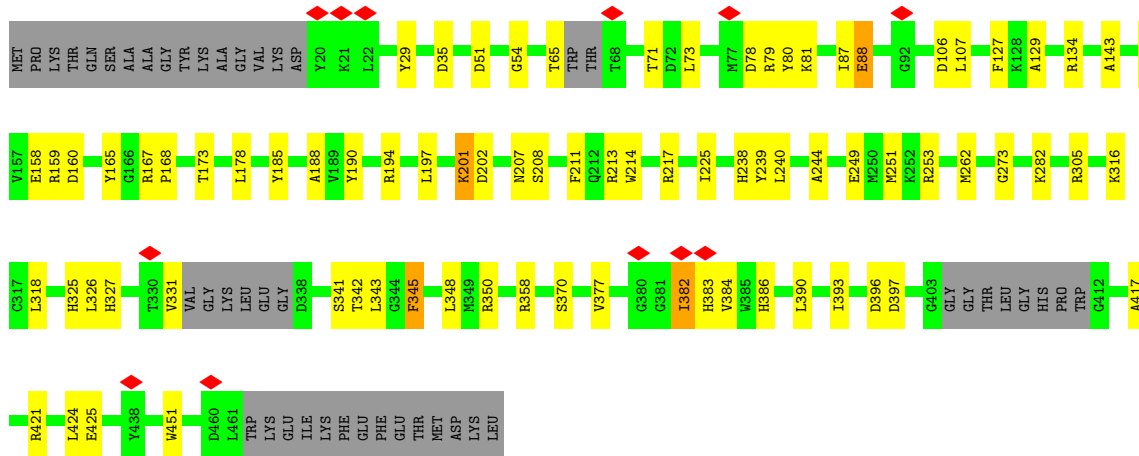 MET PRO LYS THR GLN SER ALA ALA GLY TYR LYS ALA GLY VAL LYS ASP Y20 K21 L22 Y29 D35 D51 G54 T65 TRP THR T68 T71 D72 L73 M77 D78 R79 Y80 K81 I87 E88 G92 D106 L107 F127 K128 A129 R134 A143
V157 E158 R159 D160 Y165 G166 R167 P168 T173 L178 Y185 A188 V189 Y190 R194 L197 K201 D202 N207 S208 F211 Q212 R213 W214 R217 I225 H238 Y239 L240 A244 E249 M250 M251 K252 R253 M262 G273 K282 R305 K316
C317 L318 H325 L326 H327 T330 V331 VAL GLY LYS LEU GLU GLY D338 S341 T342 L343 G344 F345 L348 M349 R350 R358 S370 V377 G380 G381 I382 H383 V384 W385 H386 L390 I393 D396 D397 G403 GLY GLY THR LEU GLY HIS PRO TRP G412 A417
R421 L424 E425 Y438 W451 D460 L461 TRP LYS GLU ILE LYS PHE GLU PHE GLU THR MET ASP LYS LEU